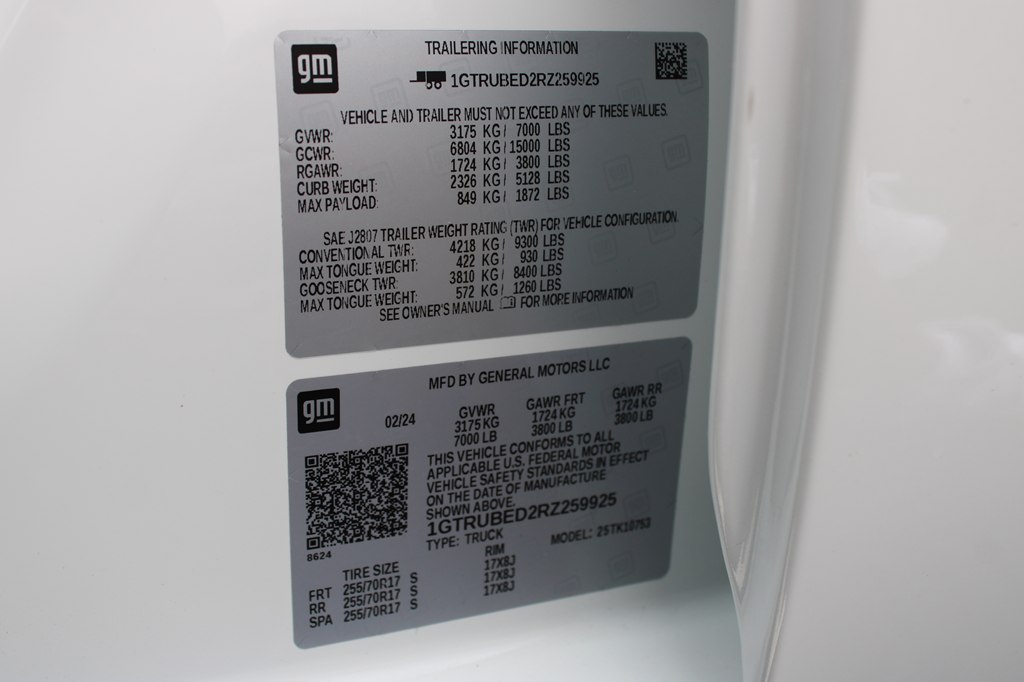 gm
TRAILERING INFORMATION
1GTRUBED2RZ259925
VEHICLE AND TRAILER MUST NOT EXCEED ANY OF THESE VALUES.
GVWR: 3175 KG/ 7000 LBS
GCWR: 6804 KG/ 15000 LBS
RGAWR: 1724 KG/ 3800 LBS
CURB WEIGHT: 2326 KG/ 5128 LBS
MAX PAYLOAD: 849 KG/ 1872 LBS
SAE J2807 TRAILER WEIGHT RATING (TWR) FOR VEHICLE CONFIGURATION.
CONVENTIONAL TWR: 4218 KG/ 9300 LBS
MAX TONGUE WEIGHT: 422 KG/ 930 LBS
GOOSENECK TWR: 3810 KG/ 8400 LBS
MAX TONGUE WEIGHT: 572 KG/ 1260 LBS
SEE OWNER'S MANUAL FOR MORE INFORMATION
gm
MFD BY GENERAL MOTORS LLC
02/24 GVWR GAWR FRT GAWR RR
3175 KG 1724 KG 1724 KG
7000 LB 3800 LB 3800 LB
THIS VEHICLE CONFORMS TO ALL
APPLICABLE U.S. FEDERAL MOTOR
VEHICLE SAFETY STANDARDS IN EFFECT
ON THE DATE OF MANUFACTURE
SHOWN ABOVE.
1GTRUBED2RZ259925
TYPE: TRUCK MODEL: 25TK10753
8624
TIRE SIZE RIM
FRT 255/70R17 S 17X8J
RR 255/70R17 S 17X8J
SPA 255/70R17 S 17X8J